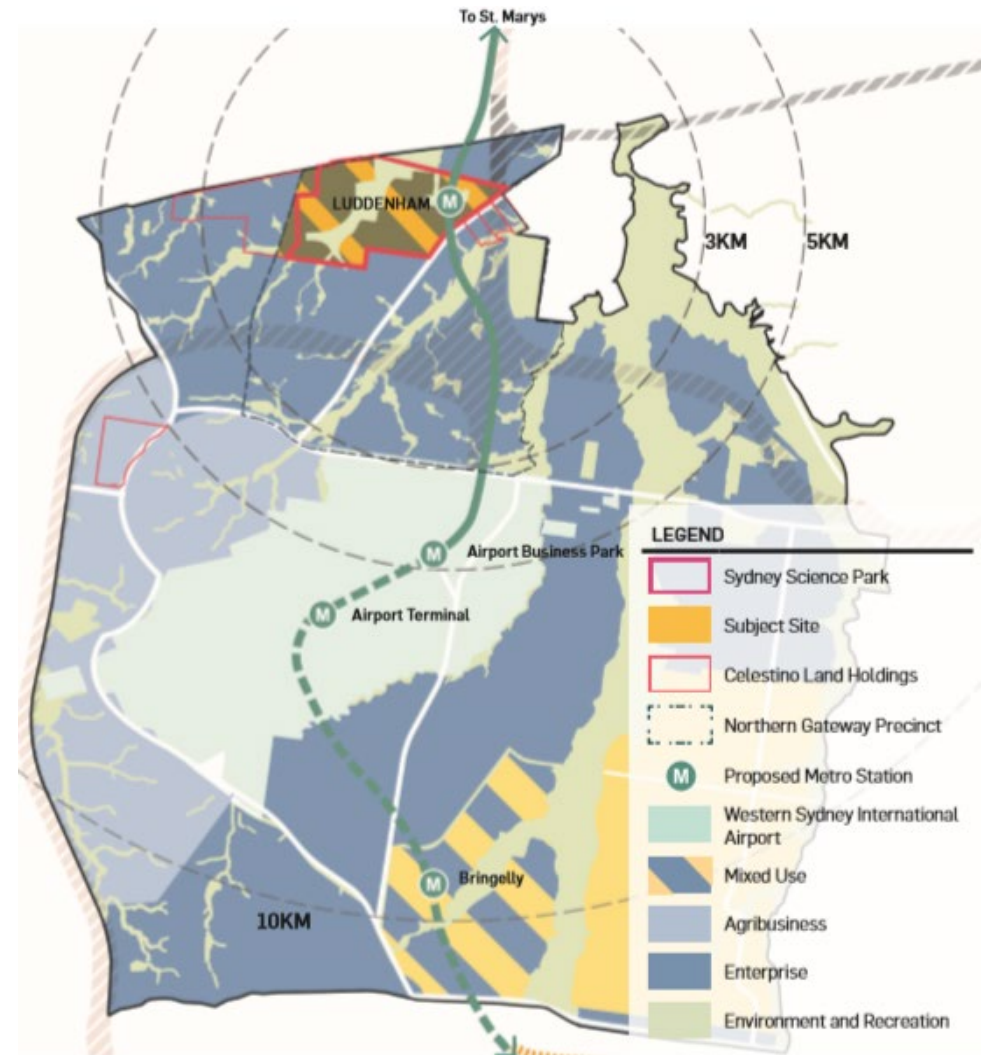 To St. Marys
LUDDENHAM M
3KM
5KM
M Airport Business Park
M Airport Terminal
M Bringelly
10KM
LEGEND
Sydney Science Park
Subject Site
Celestino Land Holdings
Northern Gateway Precinct
M Proposed Metro Station
Western Sydney International
Airport
Mixed Use
Agribusiness
Enterprise
Environment and Recreation